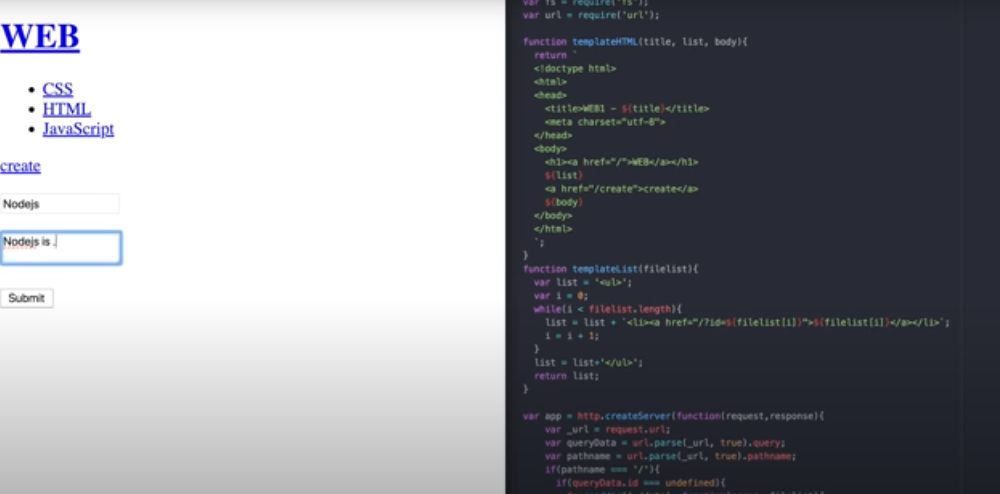 WEB
CSS
HTML
JavaScript
create
Nodejs
Nodejs is .
Submit
var fs = require('fs');
var url = require('url');
function templateHTML(title, list, body){
return `
<!doctype html>
<html>
<head>
<title>WEB1 - ${title}</title>
<meta charset="utf-8">
</head>
<body>
<h1><a href="/">WEB</a></h1>
${list}
<a href="/create">create</a>
${body}
</body>
</html>
`;
}
function templateList(filelist){
var list = '<ul>';
var i = 0;
while(i < filelist.length){
list = list + `<li><a href="/?id=${filelist[i]}">${filelist[i]}</a></li>`;
i = i + 1;
}
list = list+'</ul>';
return list;
}
var app = http.createServer(function(request,response){
var _url = request.url;
var queryData = url.parse(_url, true).query;
var pathname = url.parse(_url, true).pathname;
if(pathname === '/'){
if(queryData.id === undefined){